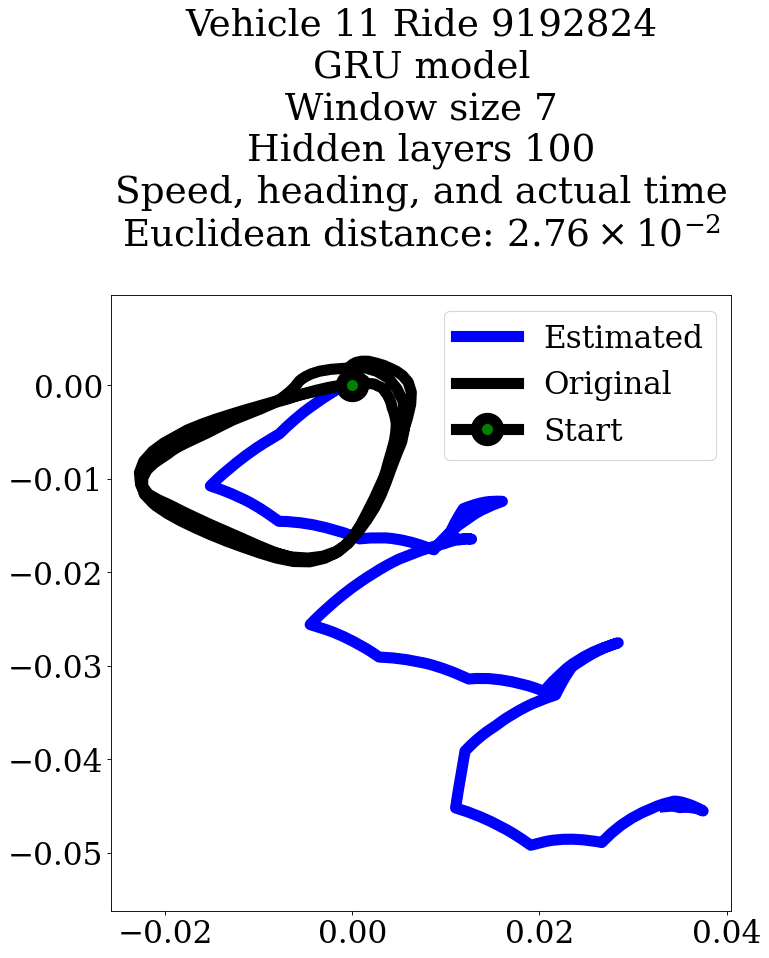 Vehicle 11 Ride 9192824
GRU model
Window size 7
Hidden layers 100
Speed, heading, and actual time
Euclidean distance: 2.76 × 10⁻²
Estimated
Original
Start
0.00
−0.01
−0.02
−0.03
−0.04
−0.05
−0.02 0.00 0.02 0.04